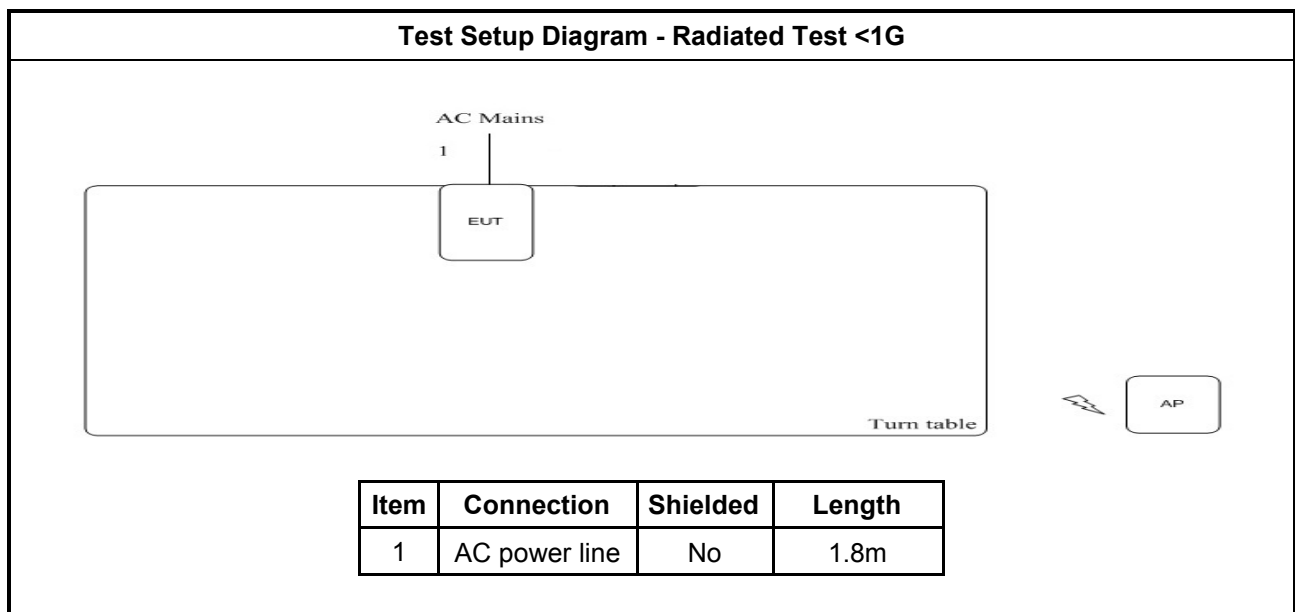 Test Setup Diagram - Radiated Test <1G
AC Mains
1
EUT
Turn table
AP
Item Connection Shielded Length
1 AC power line No 1.8m